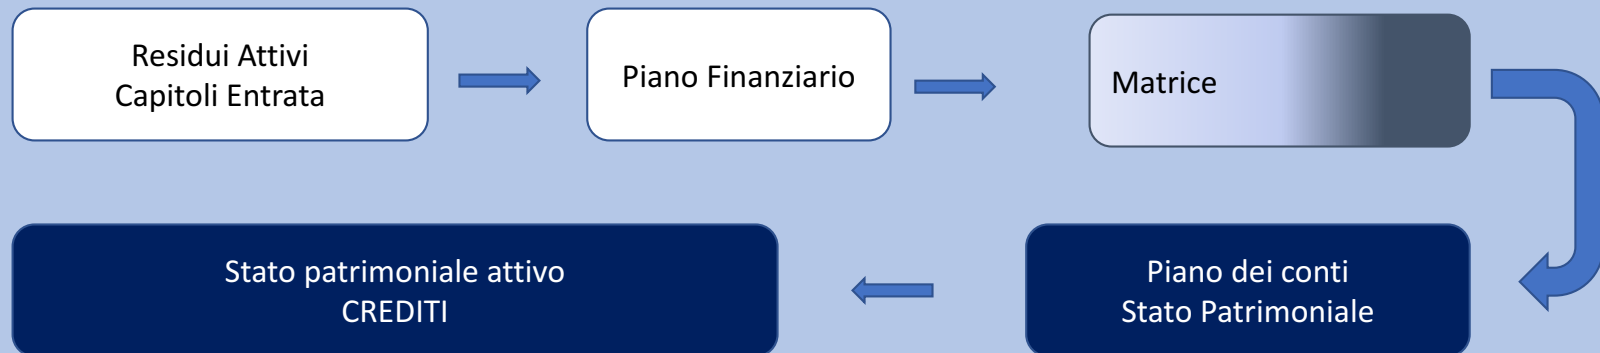 Residui Attivi
Capitoli Entrata
Piano Finanziario
Matrice
Piano dei conti
Stato Patrimoniale
Stato patrimoniale attivo
CREDITI